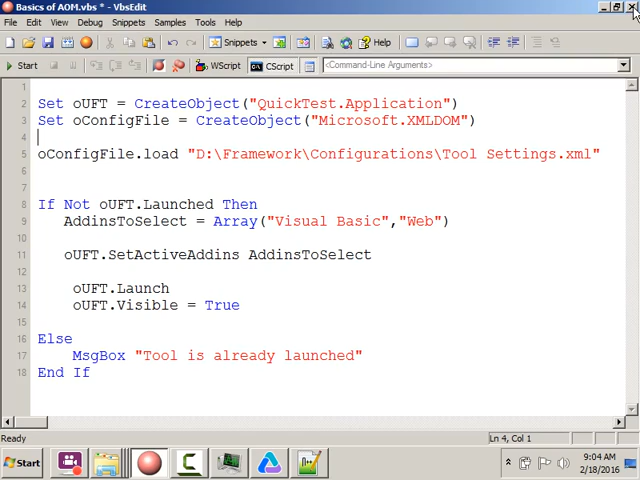 Basics of AOM.vbs * - VbsEdit
File Edit View Debug Snippets Samples Tools Help
Snippets Help
Start WScript CScript <Command-Line Arguments>
1
2 Set oUFT = CreateObject("QuickTest.Application")
3 Set oConfigFile = CreateObject("Microsoft.XMLDOM")
4
5 oConfigFile.load "D:\Framework\Configurations\Tool Settings.xml"
6
7
8 If Not oUFT.Launched Then
9 AddinsToSelect = Array("Visual Basic","Web")
10
11 oUFT.SetActiveAddins AddinsToSelect
12
13 oUFT.Launch
14 oUFT.Visible = True
15
16 Else
17 MsgBox "Tool is already launched"
18 End If
Ready Ln 4, Col 1
Start 9:04 AM
2/18/2016